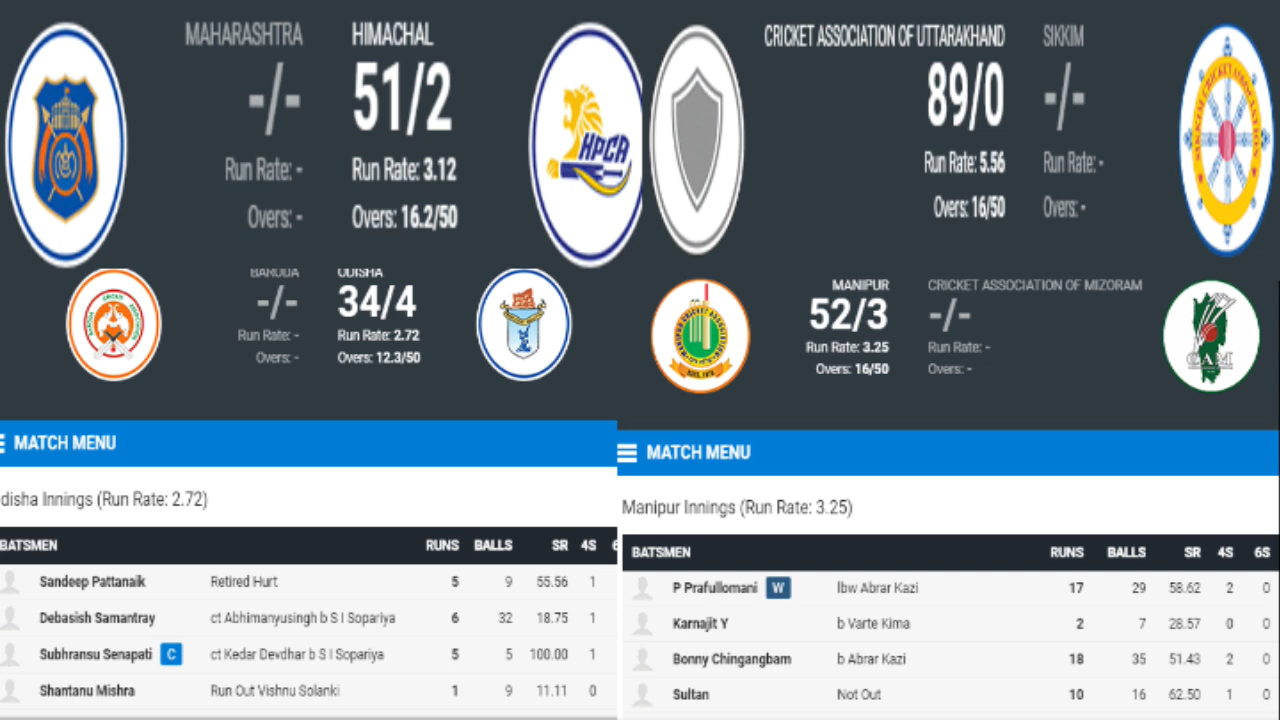 MAHARASHTRA HIMACHAL
-/- 51/2
Run Rate: - Run Rate: 3.12
Overs: - Overs: 16.2/50
HPCA
CRICKET ASSOCIATION OF UTTARAKHAND SIKKIM
89/0 -/-
Run Rate: 5.56 Run Rate: -
Overs: 16/50 Overs: -
BARODA ODISHA
-/- 34/4
Run Rate: - Run Rate: 2.72
Overs: - Overs: 12.3/50
MANIPUR CRICKET ASSOCIATION OF MIZORAM
52/3 -/-
Run Rate: 3.25 Run Rate: -
Overs: 16/50 Overs: -
CAM
MATCH MENU
disha Innings (Run Rate: 2.72)
BATSMEN RUNS BALLS SR 4S
Sandeep Pattanaik Retired Hurt 5 9 55.56 1
Debasish Samantray ct Abhimanyusingh b S I Sopariya 6 32 18.75 1
Subhransu Senapati C ct Kedar Devdhar b S I Sopariya 5 5 100.00 1
Shantanu Mishra Run Out Vishnu Solanki 1 9 11.11 0
MATCH MENU
Manipur Innings (Run Rate: 3.25)
BATSMEN RUNS BALLS SR 4S 6S
P Prafullomani W lbw Abrar Kazi 17 29 58.62 2 0
Karnajit Y b Varte Kima 2 7 28.57 0 0
Bonny Chingangbam b Abrar Kazi 18 35 51.43 2 0
Sultan Not Out 10 16 62.50 1 0